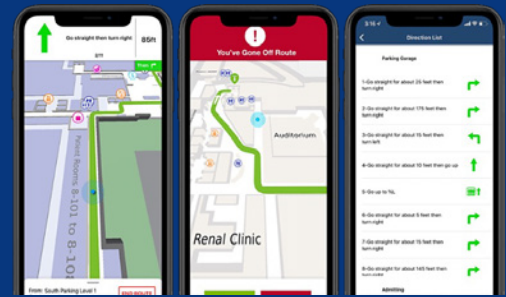 Go straight then turn right
85ft
Then
Patient Rooms 8-101 to 8-108
From: South Parking Level 1
END ROUTE
!
You've Gone Off Route
Auditorium
Renal Clinic
3:16
Direction List
Parking Garage
1-Go straight for about 25 feet then
turn right
2-Go straight for about 175 feet then
turn right
3-Go straight for about 15 feet then
turn left
4-Go straight for about 10 feet then go up
5-Go up to
6-Go straight for about 5 feet then
turn right
7-Go straight for about 15 feet then
turn right
8-Go straight for about 145 feet then
Admitting